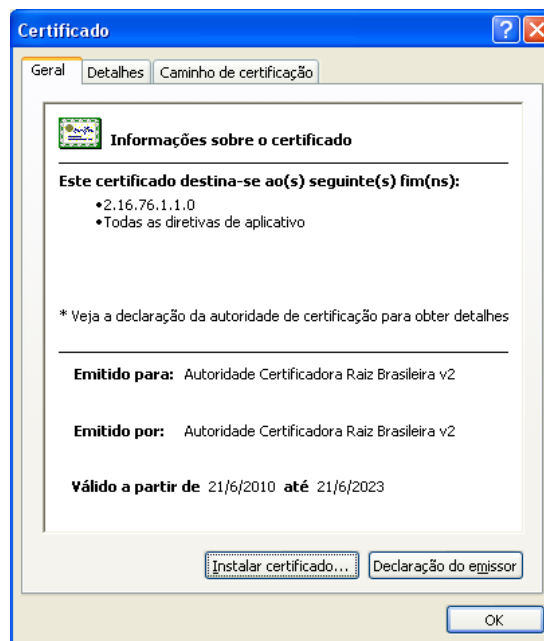 Certificado
Geral Detalhes Caminho de certificação
Informações sobre o certificado
Este certificado destina-se ao(s) seguinte(s) fim(ns):
•2.16.76.1.1.0
•Todas as diretivas de aplicativo
* Veja a declaração da autoridade de certificação para obter detalhes
Emitido para: Autoridade Certificadora Raiz Brasileira v2
Emitido por: Autoridade Certificadora Raiz Brasileira v2
Válido a partir de 21/6/2010 até 21/6/2023
Instalar certificado... Declaração do emissor
OK